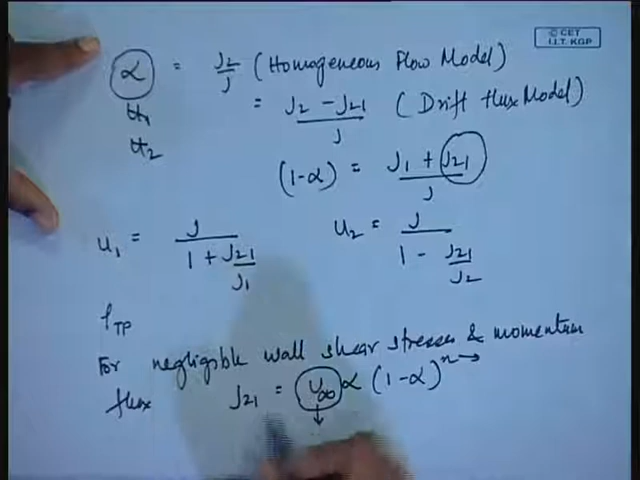 © CET
I.I.T. KGP
α = J2/J (Homogeneous Flow Model)
u1 = J2 - J21/J (Drift flux Model)
u2
(1-α) = J1 + J21/J
u1 = J/1 + J21/J1 u2 = J/1 - J21/J2
ρTP
For negligible wall shear stresses & momentum
flux J21 = u∞ α (1-α)^n →